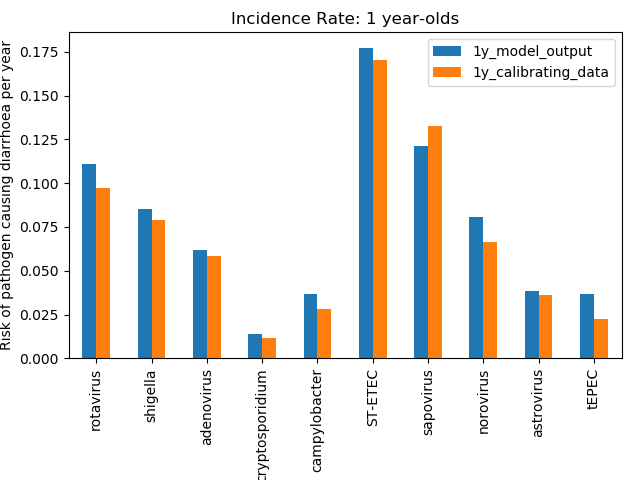 Incidence Rate: 1 year-olds
Risk of pathogen causing diarrhoea per year
0.175
0.150
0.125
0.100
0.075
0.050
0.025
0.000
1y_model_output
1y_calibrating_data
rotavirus
shigella
adenovirus
cryptosporidium
campylobacter
ST-ETEC
sapovirus
norovirus
astrovirus
tEPEC